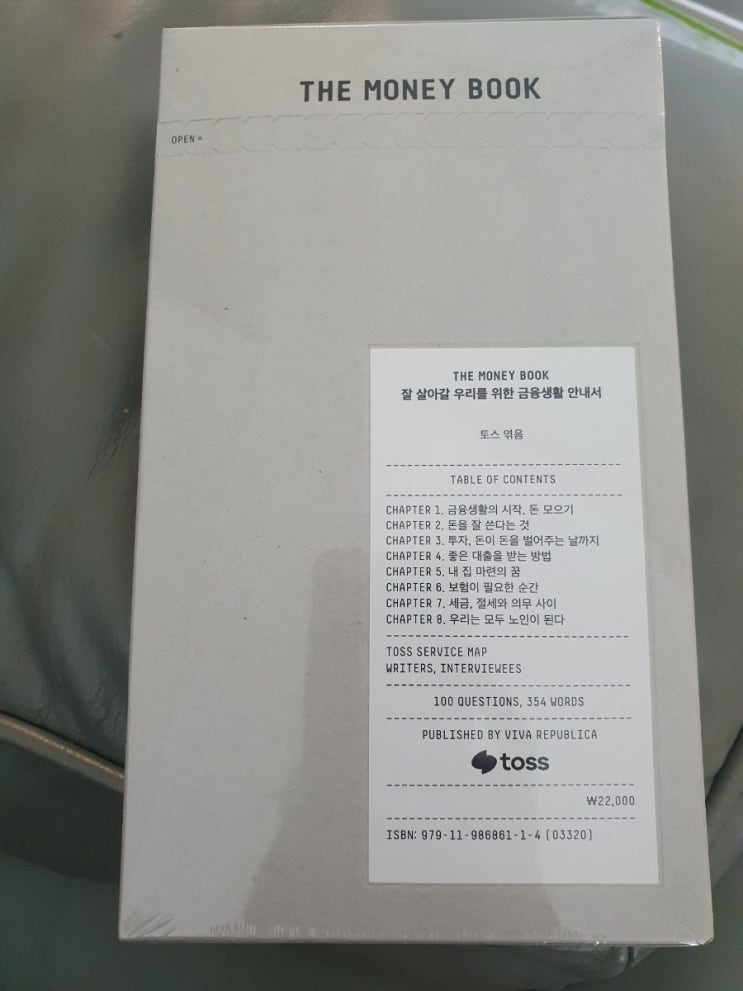 THE MONEY BOOK
OPEN»
THE MONEY BOOK
잘 살아갈 우리를 위한 금융생활 안내서
토스 엮음
TABLE OF CONTENTS
CHAPTER 1. 금융생활의 시작, 돈 모으기
CHAPTER 2. 돈을 잘 쓴다는 것
CHAPTER 3. 투자, 돈이 돈을 벌어주는 날까지
CHAPTER 4. 좋은 대출을 받는 방법
CHAPTER 5. 내 집 마련의 꿈
CHAPTER 6. 보험이 필요한 순간
CHAPTER 7. 세금, 절세와 의무 사이
CHAPTER 8. 우리는 모두 노인이 된다
TOSS SERVICE MAP
WRITERS, INTERVIEWEES
100 QUESTIONS, 354 WORDS
PUBLISHED BY VIVA REPUBLICA
toss
₩22,000
ISBN: 979-11-986861-1-4 (03320)